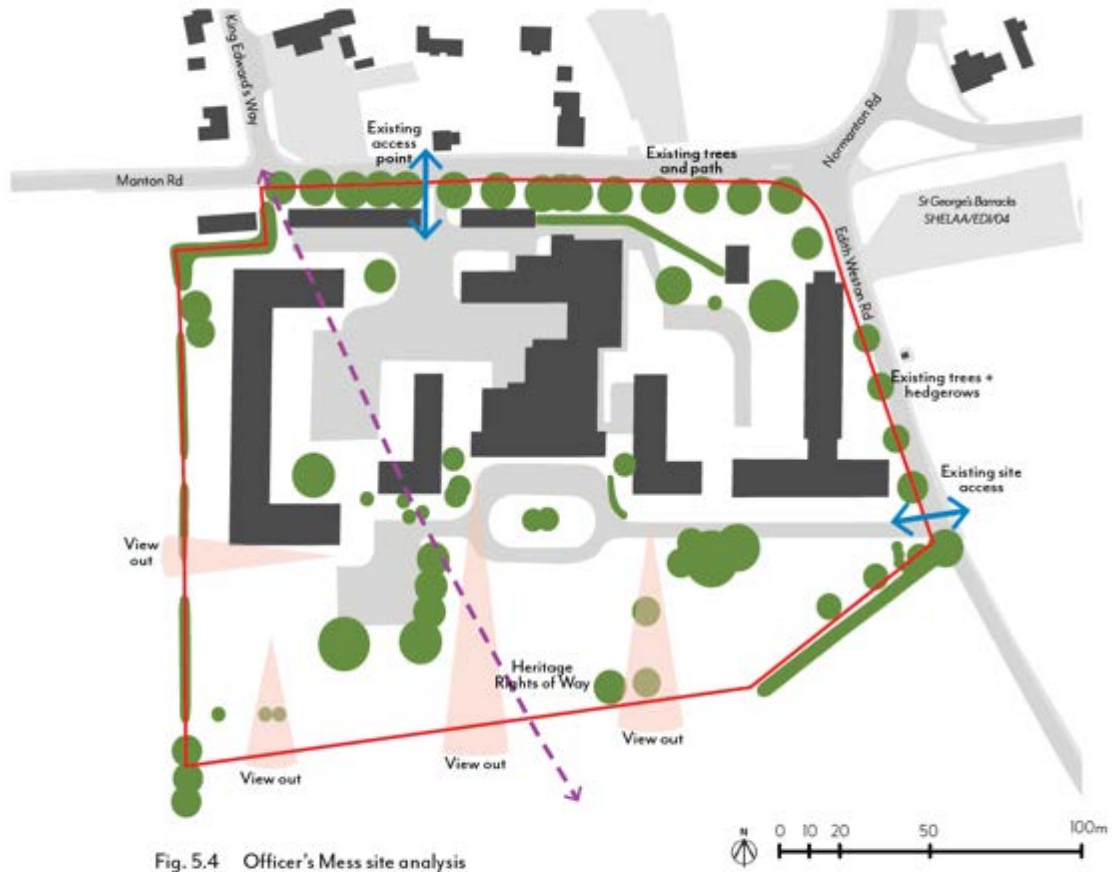 King Edward's Way
Existing
access
point
Existing trees
and path
Normanton Rd
Manton Rd
St George's Barracks
SHELAA/EDI/04
Edith Weston Rd
Existing trees +
hedgerows
Existing site
access
View
out
Heritage
Rights of Way
View out
View out
View out
Fig. 5.4 Officer's Mess site analysis
N
0 10 20 50 100m